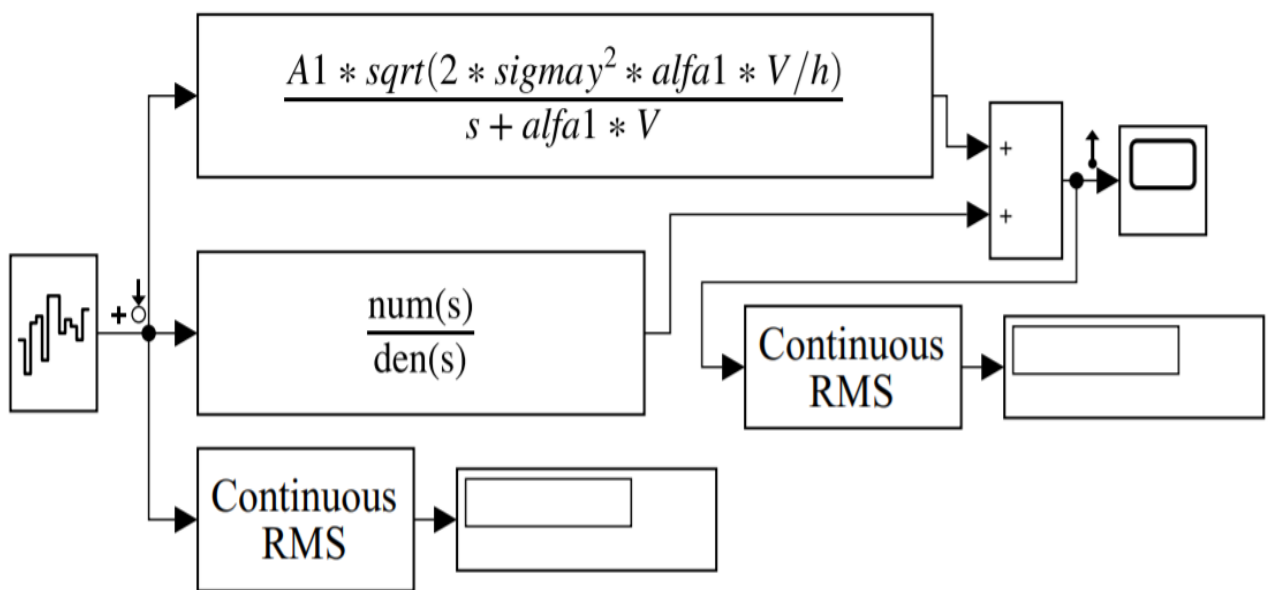 A1 * sqrt(2 * sigmay² * alfa1 * V/h)
s + alfa1 * V
+
+
+
num(s)
den(s)
Continuous
RMS
Continuous
RMS